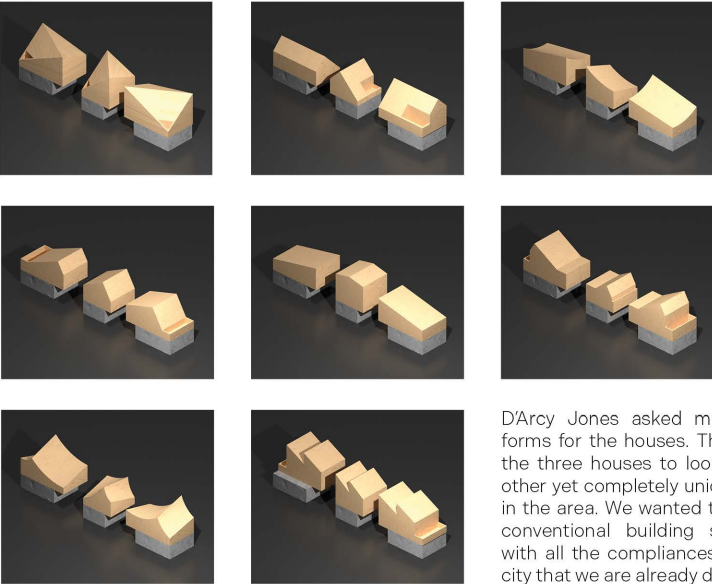 D'Arcy Jones asked m
forms for the houses. Th
the three houses to loo
other yet completely uniq
in the area. We wanted t
conventional building s
with all the compliances
city that we are already d